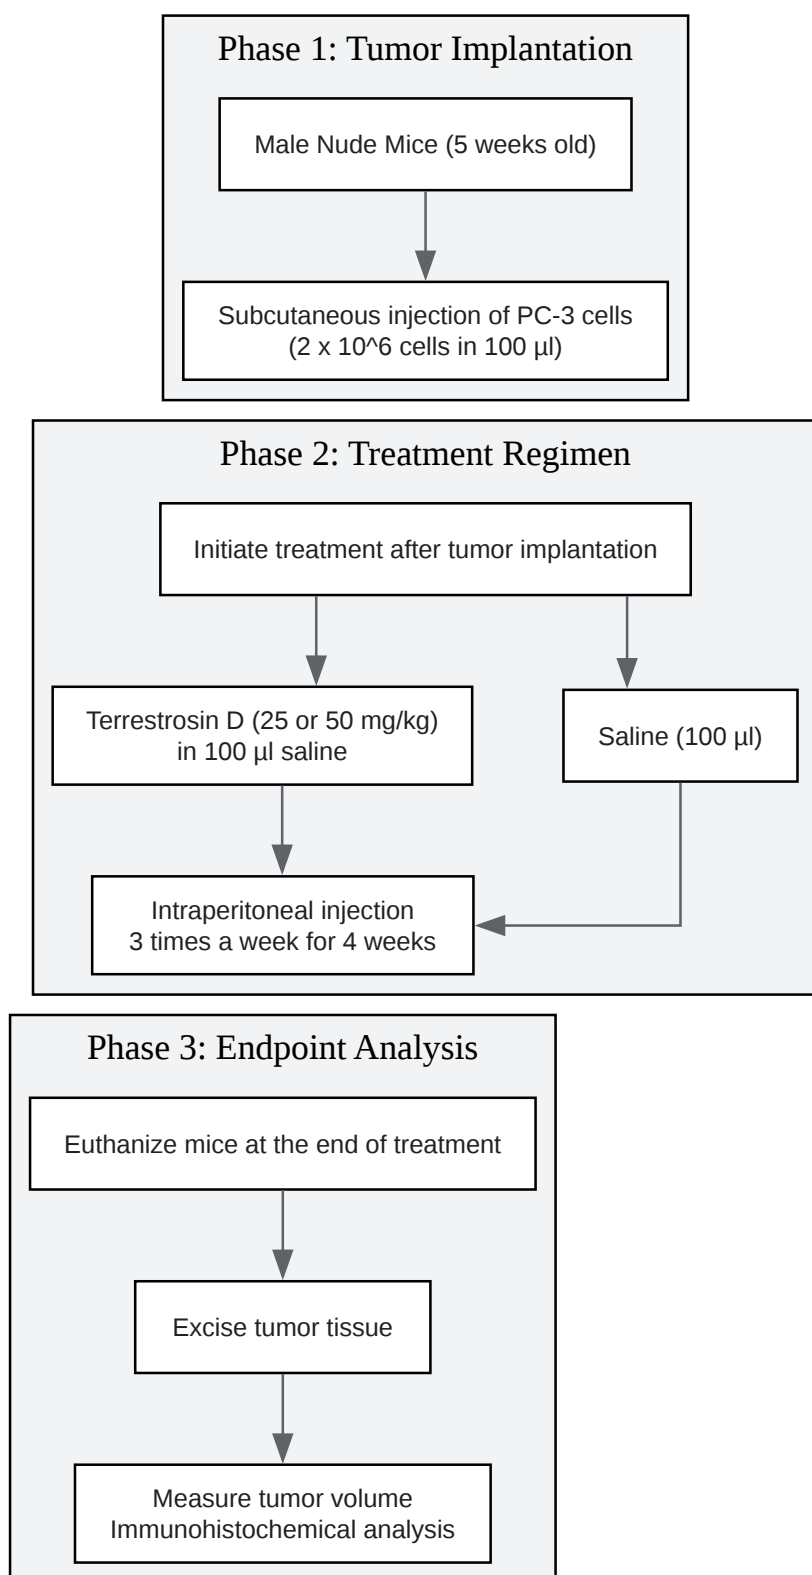 Phase 1: Tumor Implantation
Male Nude Mice (5 weeks old)
Subcutaneous injection of PC-3 cells
(2 x 10^6 cells in 100 µl)
Phase 2: Treatment Regimen
Initiate treatment after tumor implantation
Terrestrosin D (25 or 50 mg/kg)
in 100 µl saline
Saline (100 µl)
Intraperitoneal injection
3 times a week for 4 weeks
Phase 3: Endpoint Analysis
Euthanize mice at the end of treatment
Excise tumor tissue
Measure tumor volume
Immunohistochemical analysis